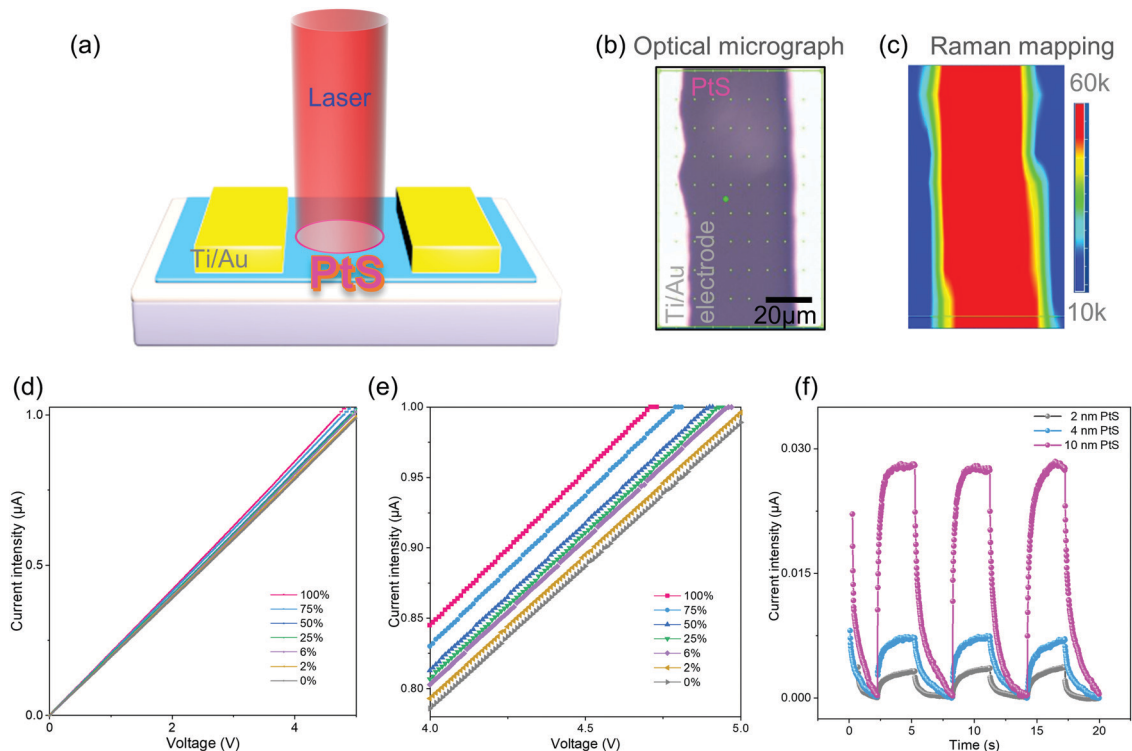 (a)
Laser
Ti/Au
PtS
(b) Optical micrograph
PtS
Ti/Au
electrode
20μm
(c) Raman mapping
60k
10k
(d)
Current intensity (μA)
1.0
0.5
0.0
0 2 4
Voltage (V)
100%
75%
50%
25%
6%
2%
0%
(e)
Current intensity (μA)
1.00
0.95
0.90
0.85
0.80
4.0 4.5 5.0
Voltage (V)
100%
75%
50%
25%
6%
2%
0%
(f)
Current intensity (μA)
0.030
0.015
0.000
0 5 10 15 20
Time (s)
2 nm PtS
4 nm PtS
10 nm PtS